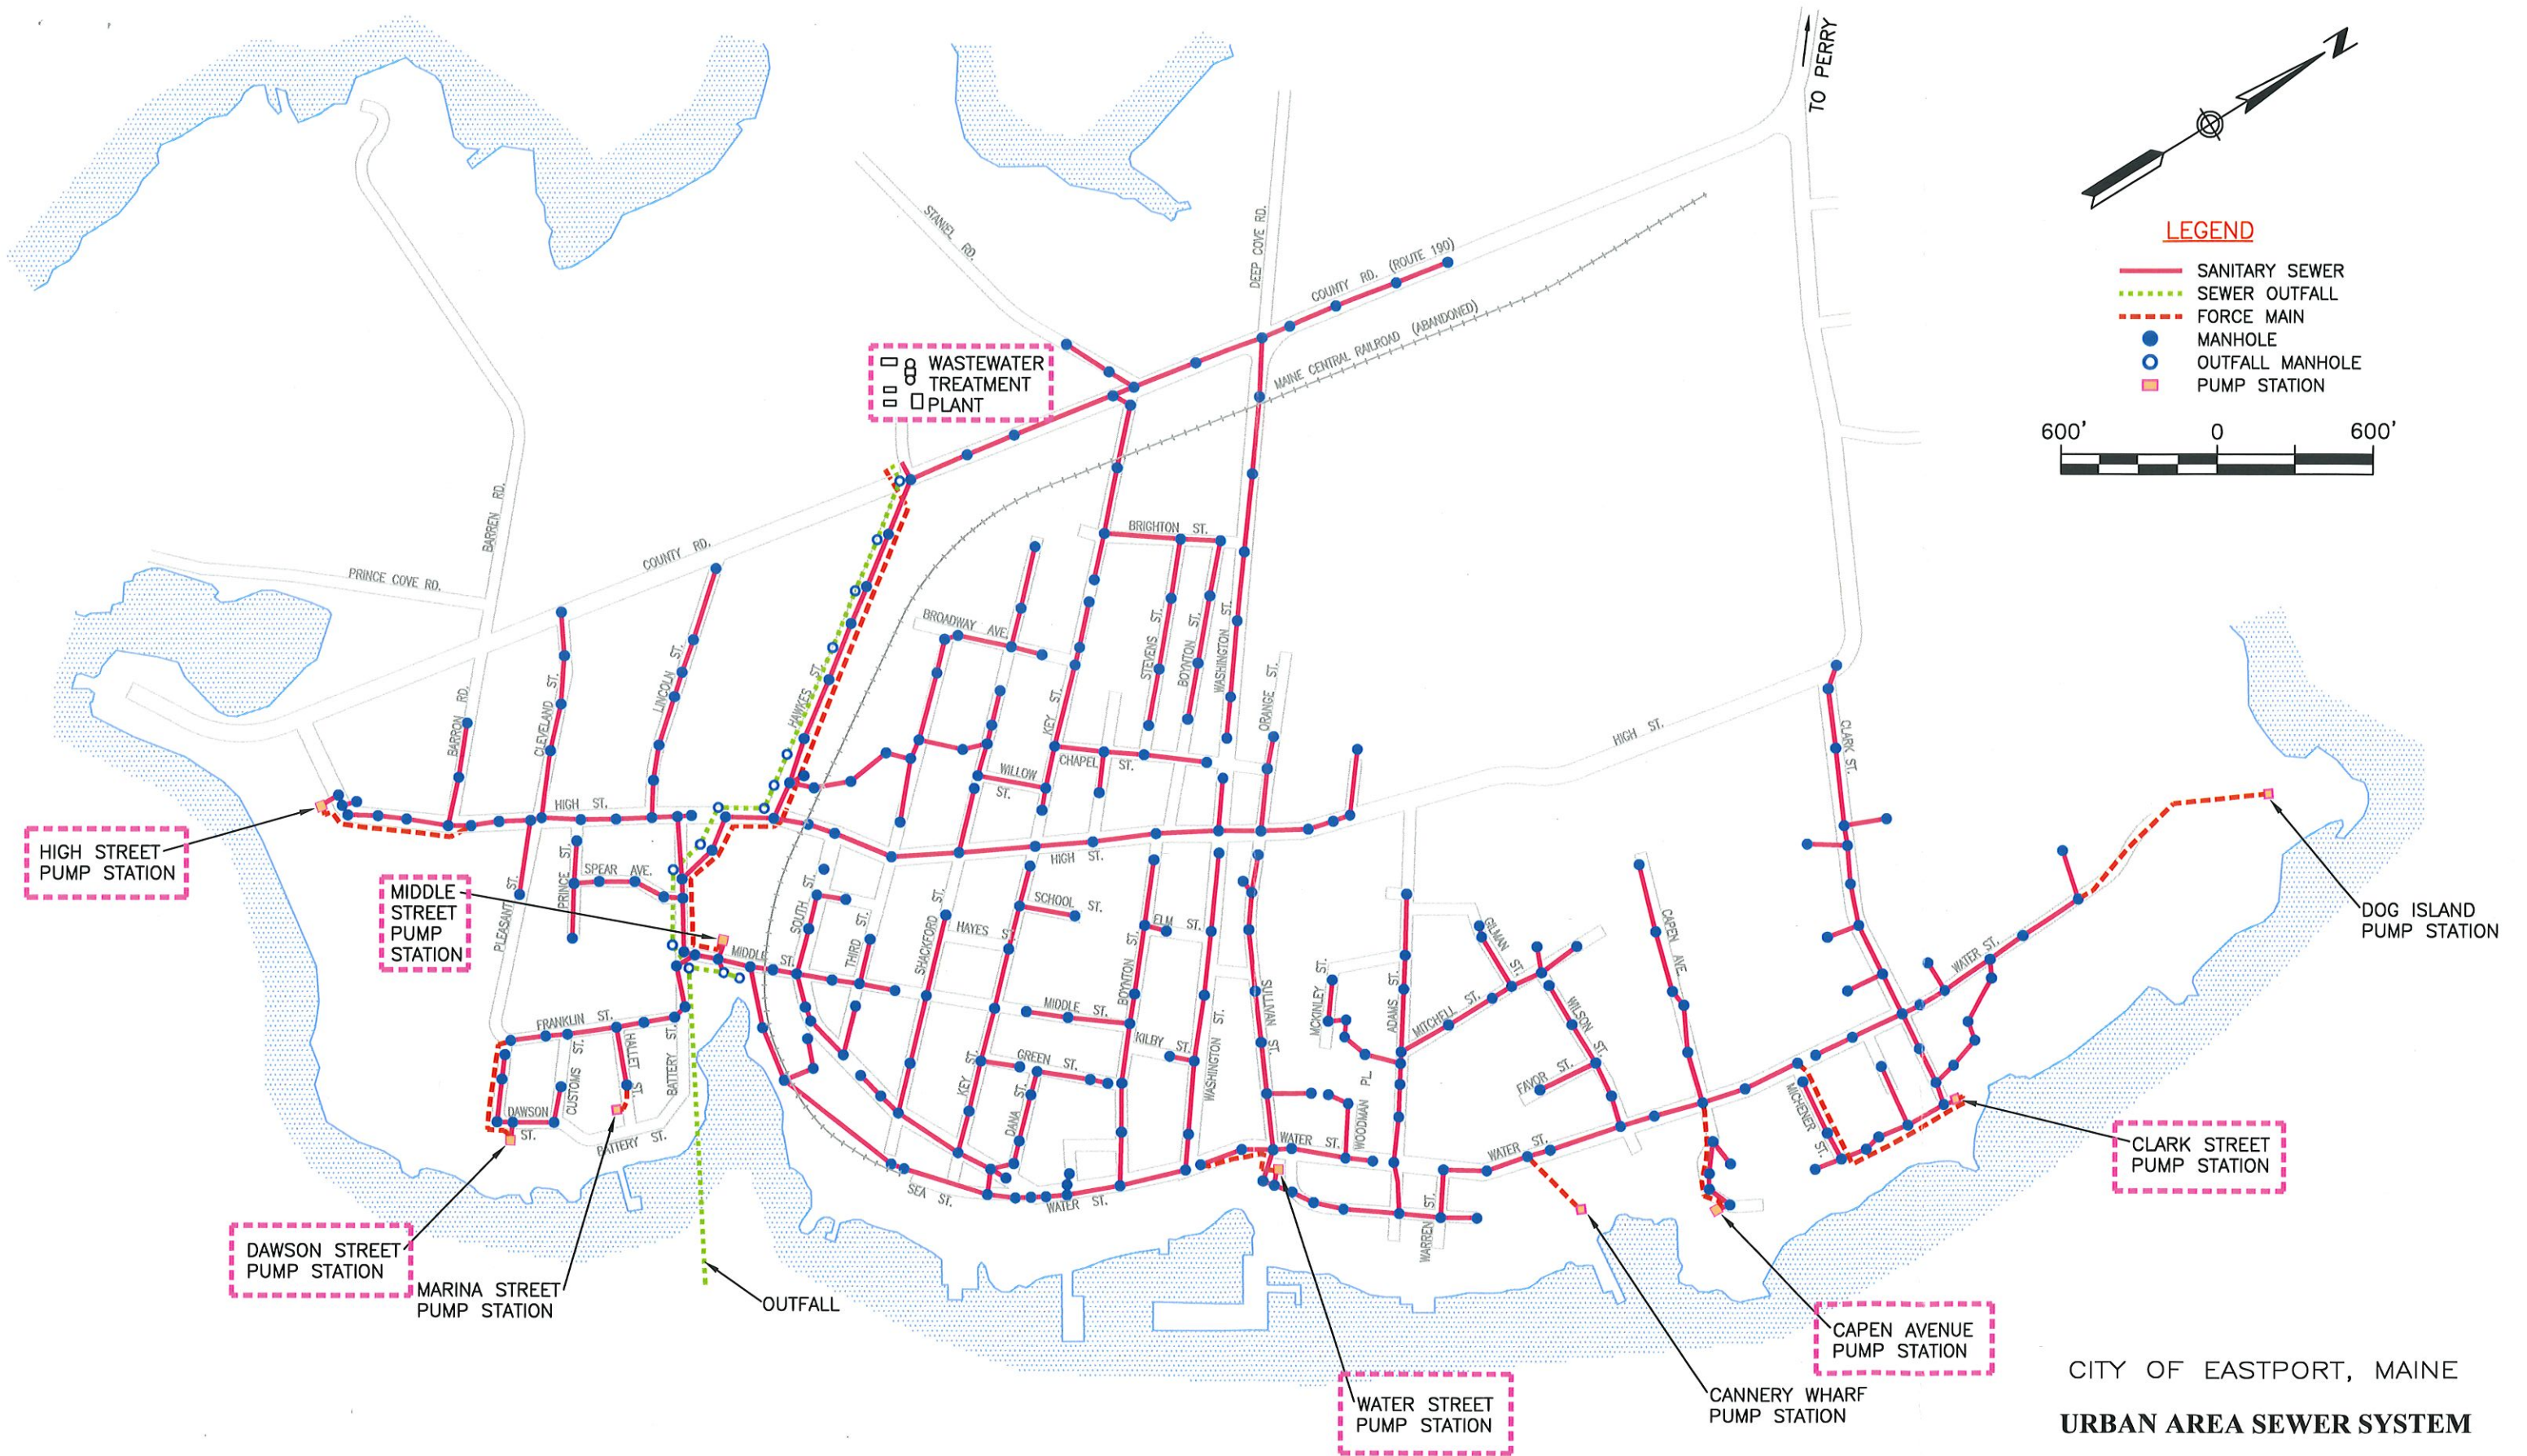 TO PERRY
N
LEGEND
SANITARY SEWER
SEWER OUTFALL
FORCE MAIN
MANHOLE
OUTFALL MANHOLE
PUMP STATION
600'
0
600'
STANIEL RD.
DEEP COVE RD.
COUNTY RD. (ROUTE 190)
MAINE CENTRAL RAILROAD (ABANDONED)
WASTEWATER
TREATMENT
PLANT
BARREN RD.
PRINCE COVE RD.
COUNTY RD.
BRIGHTON ST.
BROADWAY AVE.
STEVENS ST.
BOYNTON ST.
WASHINGTON ST.
ORANGE ST.
BARRON RD.
CLEVELAND ST.
LINCOLN ST.
HAWKES ST.
KEY ST.
CHAPEL ST.
WILLOW
ST.
HIGH ST.
CLARK ST.
HIGH ST.
HIGH ST.
HIGH STREET
PUMP STATION
MIDDLE
STREET
PUMP
STATION
PLEASANT ST.
PRINCE ST.
SPEAR AVE.
SOUTH ST.
THIRD ST.
SHACKFORD ST.
HAYES S
SCHOOL ST.
ELM ST.
BOYNTON ST.
MIDDLE ST.
MIDDLE ST.
KILBY ST.
WASHINGTON ST.
SULLIVAN ST.
MCKINLEY ST.
ADAMS ST.
GILMAN ST.
MITCHELL ST.
WILSON ST.
CAPEN AVE.
WATER ST.
DOG ISLAND
PUMP STATION
FRANKLIN ST.
HALLET ST.
BATTERY ST.
CUSTOMS ST.
DAWSON
ST.
BATTERY ST.
KEY ST.
GREEN ST.
DANA ST.
FAVOR ST.
WOODMAN PL
MICHENER ST.
WATER ST.
WATER ST.
SEA ST.
WATER ST.
WARREN ST.
CLARK STREET
PUMP STATION
DAWSON STREET
PUMP STATION
MARINA STREET
PUMP STATION
OUTFALL
CAPEN AVENUE
PUMP STATION
CANNERY WHARF
PUMP STATION
WATER STREET
PUMP STATION
CITY OF EASTPORT, MAINE
URBAN AREA SEWER SYSTEM